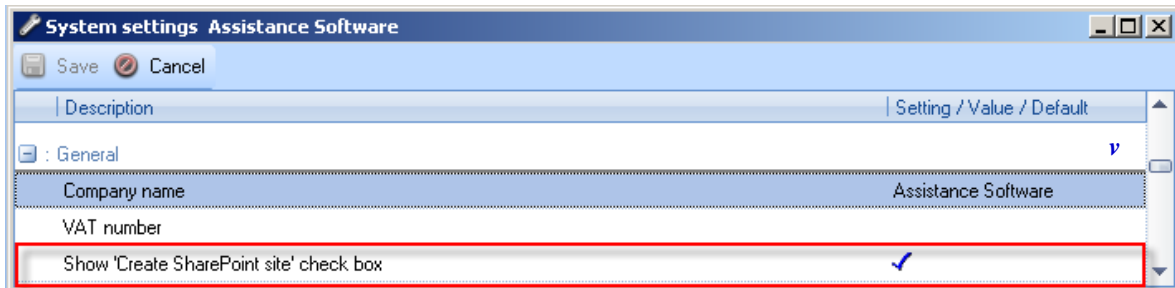 System settings Assistance Software
Save Cancel
Description Setting / Value / Default
: General v
Company name Assistance Software
VAT number
Show 'Create SharePoint site' check box